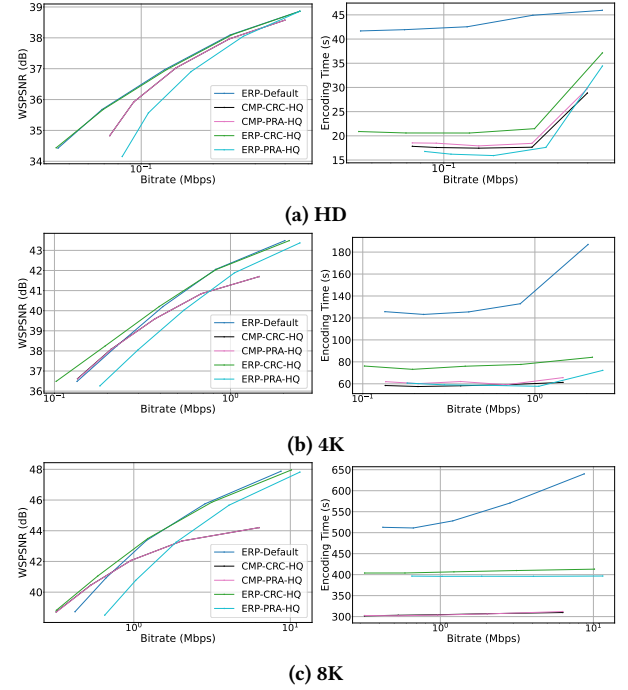 39
38
37
36
35
34
WSPSNR (dB)
10⁻¹
Bitrate (Mbps)
ERP-Default
CMP-CRC-HQ
CMP-PRA-HQ
ERP-CRC-HQ
ERP-PRA-HQ
45
40
35
30
25
20
15
Encoding Time (s)
10⁻¹
Bitrate (Mbps)
(a) HD
43
42
41
40
39
38
37
36
WSPSNR (dB)
10⁻¹ 10⁰
Bitrate (Mbps)
ERP-Default
CMP-CRC-HQ
CMP-PRA-HQ
ERP-CRC-HQ
ERP-PRA-HQ
180
160
140
120
100
80
60
Encoding Time (s)
10⁻¹ 10⁰
Bitrate (Mbps)
(b) 4K
48
46
44
42
40
WSPSNR (dB)
10⁰ 10¹
Bitrate (Mbps)
ERP-Default
CMP-CRC-HQ
CMP-PRA-HQ
ERP-CRC-HQ
ERP-PRA-HQ
650
600
550
500
450
400
350
300
Encoding Time (s)
10⁰ 10¹
Bitrate (Mbps)
(c) 8K